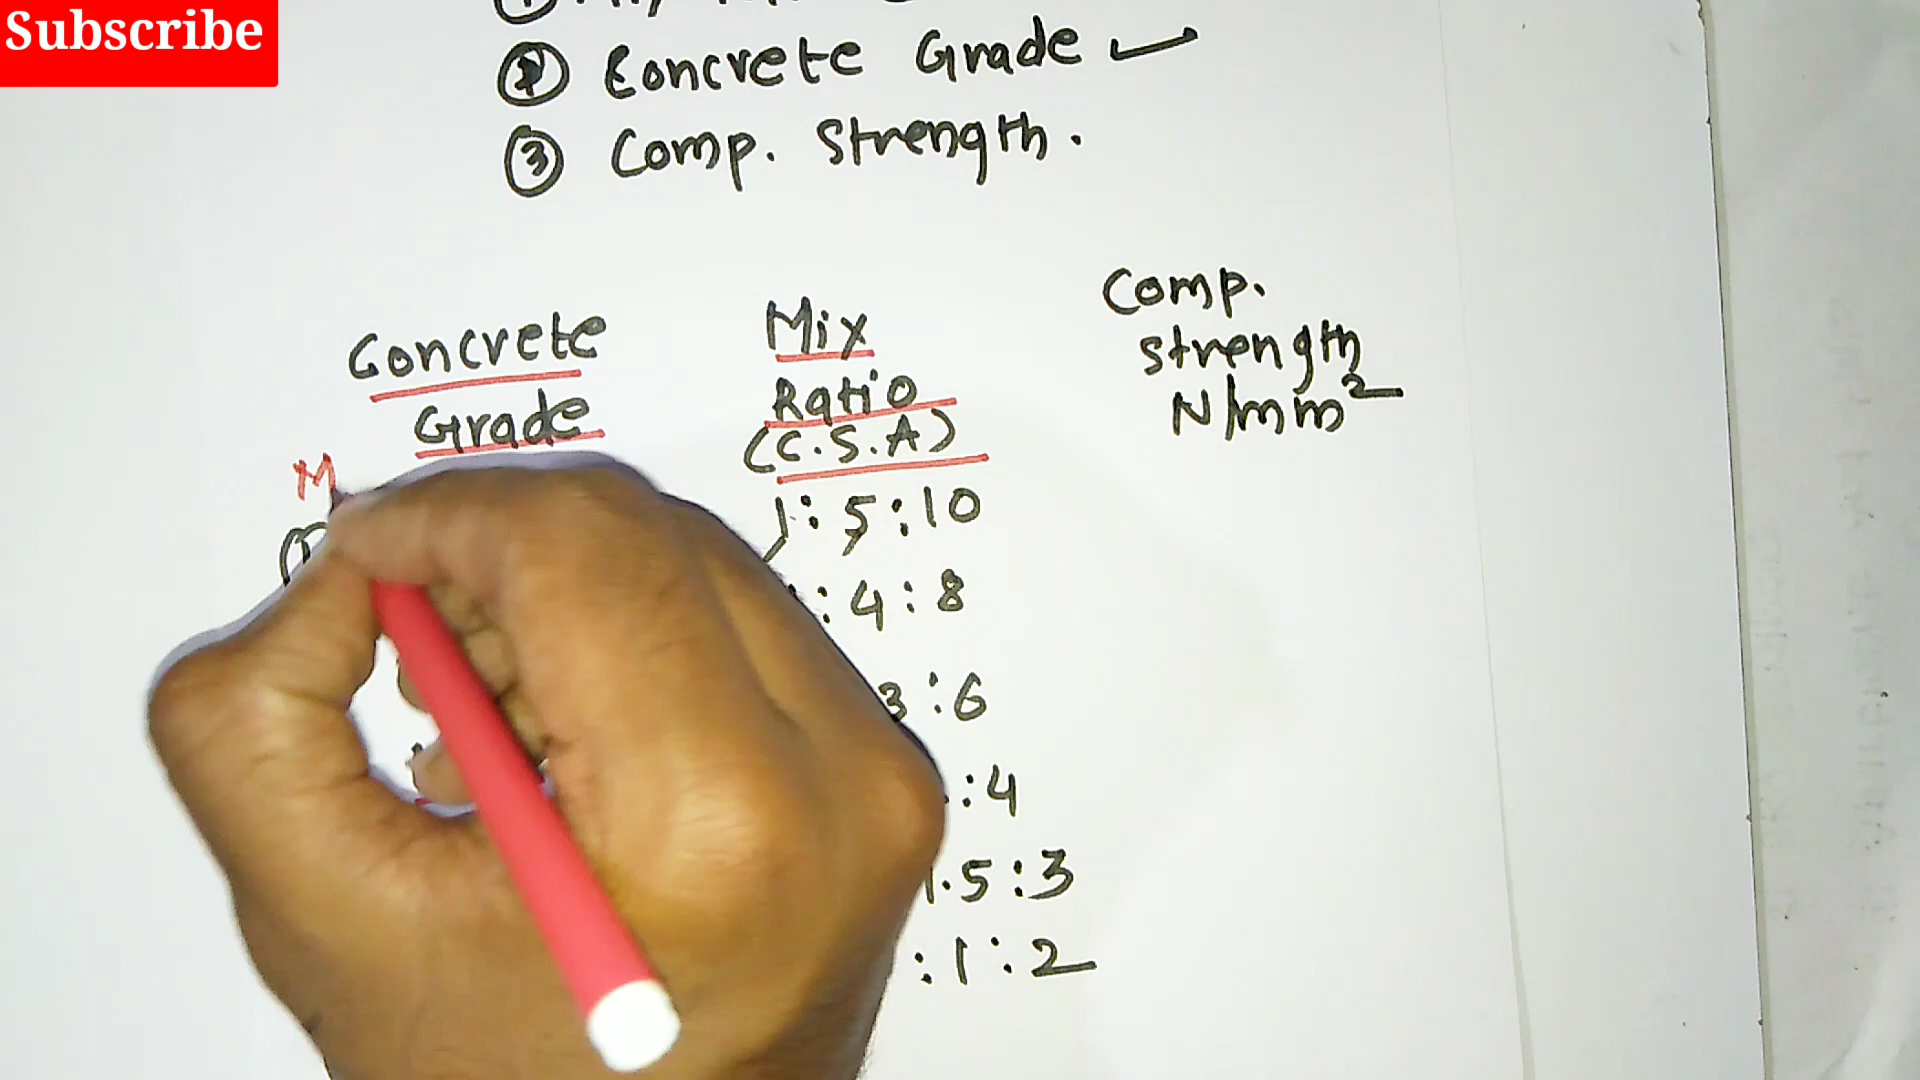 Subscribe
② Concrete Grade
③ Comp. Strength.
Concrete
Grade
Mix
Ratio
(C.S.A)
Comp.
strength
N/mm²
M
1:5:10
:4:8
3:6
:4
1.5:3
:1:2